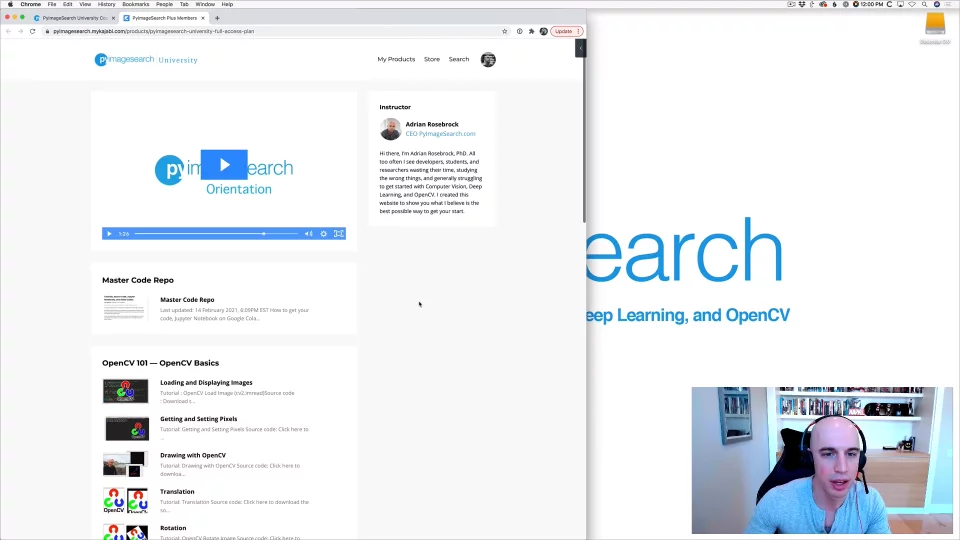 Chrome File Edit View History Bookmarks People Tab Window Help
12:00 PM
PyImageSearch University Co
PyImageSearch Plus Members
pyimagesearch.mykajabi.com/products/pyimagesearch-university-full-access-plan
Update
pyimagesearch University
My Products Store Search
pyimagesearch
Orientation
1:26
Instructor
Adrian Rosebrock
CEO PyImageSearch.com
Hi there, I'm Adrian Rosebrock, PhD. All
too often I see developers, students, and
researchers wasting their time, studying
the wrong things, and generally struggling
to get started with Computer Vision, Deep
Learning, and OpenCV. I created this
website to show you what I believe is the
best possible way to get your start.
Master Code Repo
Master Code Repo
Last updated: 14 February 2021, 6:09PM EST How to get your
code, Jupyter Notebook on Google Cola...
OpenCV 101 — OpenCV Basics
Loading and Displaying Images
Tutorial : OpenCV Load Image (cv2.imread)Source code
: Download t...
Getting and Setting Pixels
Tutorial: Getting and Setting Pixels Source code: Click here to
...
Drawing with OpenCV
Tutorial: Drawing with OpenCV Source code: Click here to
downloa...
Translation
Tutorial: Translation Source code: Click here to download the
so...
OpenCV
Rotation
Tutorial: OpenCV Rotate Image Source code: Click here to
earch
eep Learning, and OpenCV